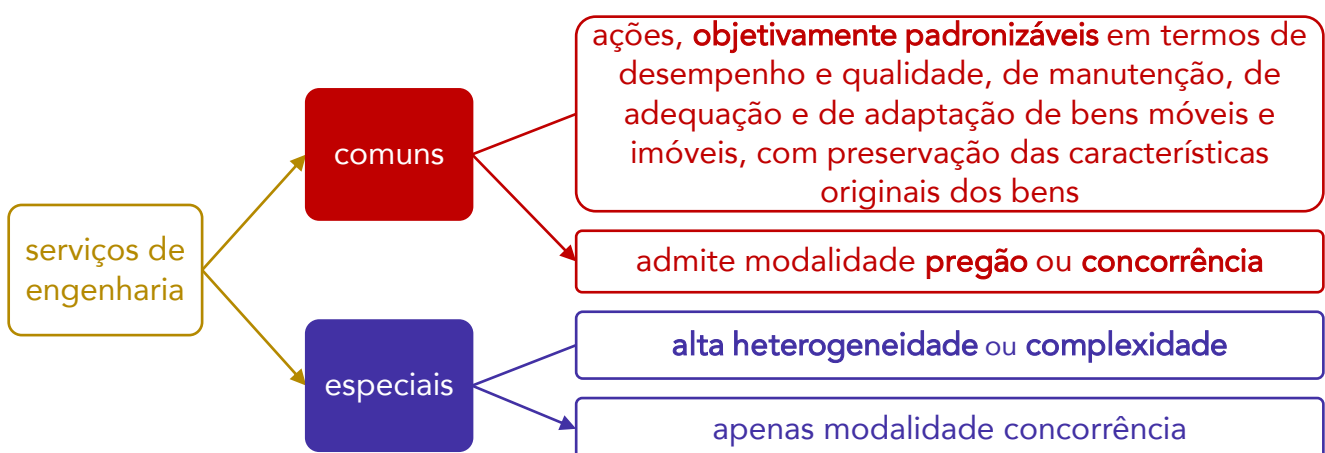 serviços de
engenharia
comuns
ações, objetivamente padronizáveis em termos de
desempenho e qualidade, de manutenção, de
adequação e de adaptação de bens móveis e
imóveis, com preservação das características
originais dos bens
admite modalidade pregão ou concorrência
especiais
alta heterogeneidade ou complexidade
apenas modalidade concorrência